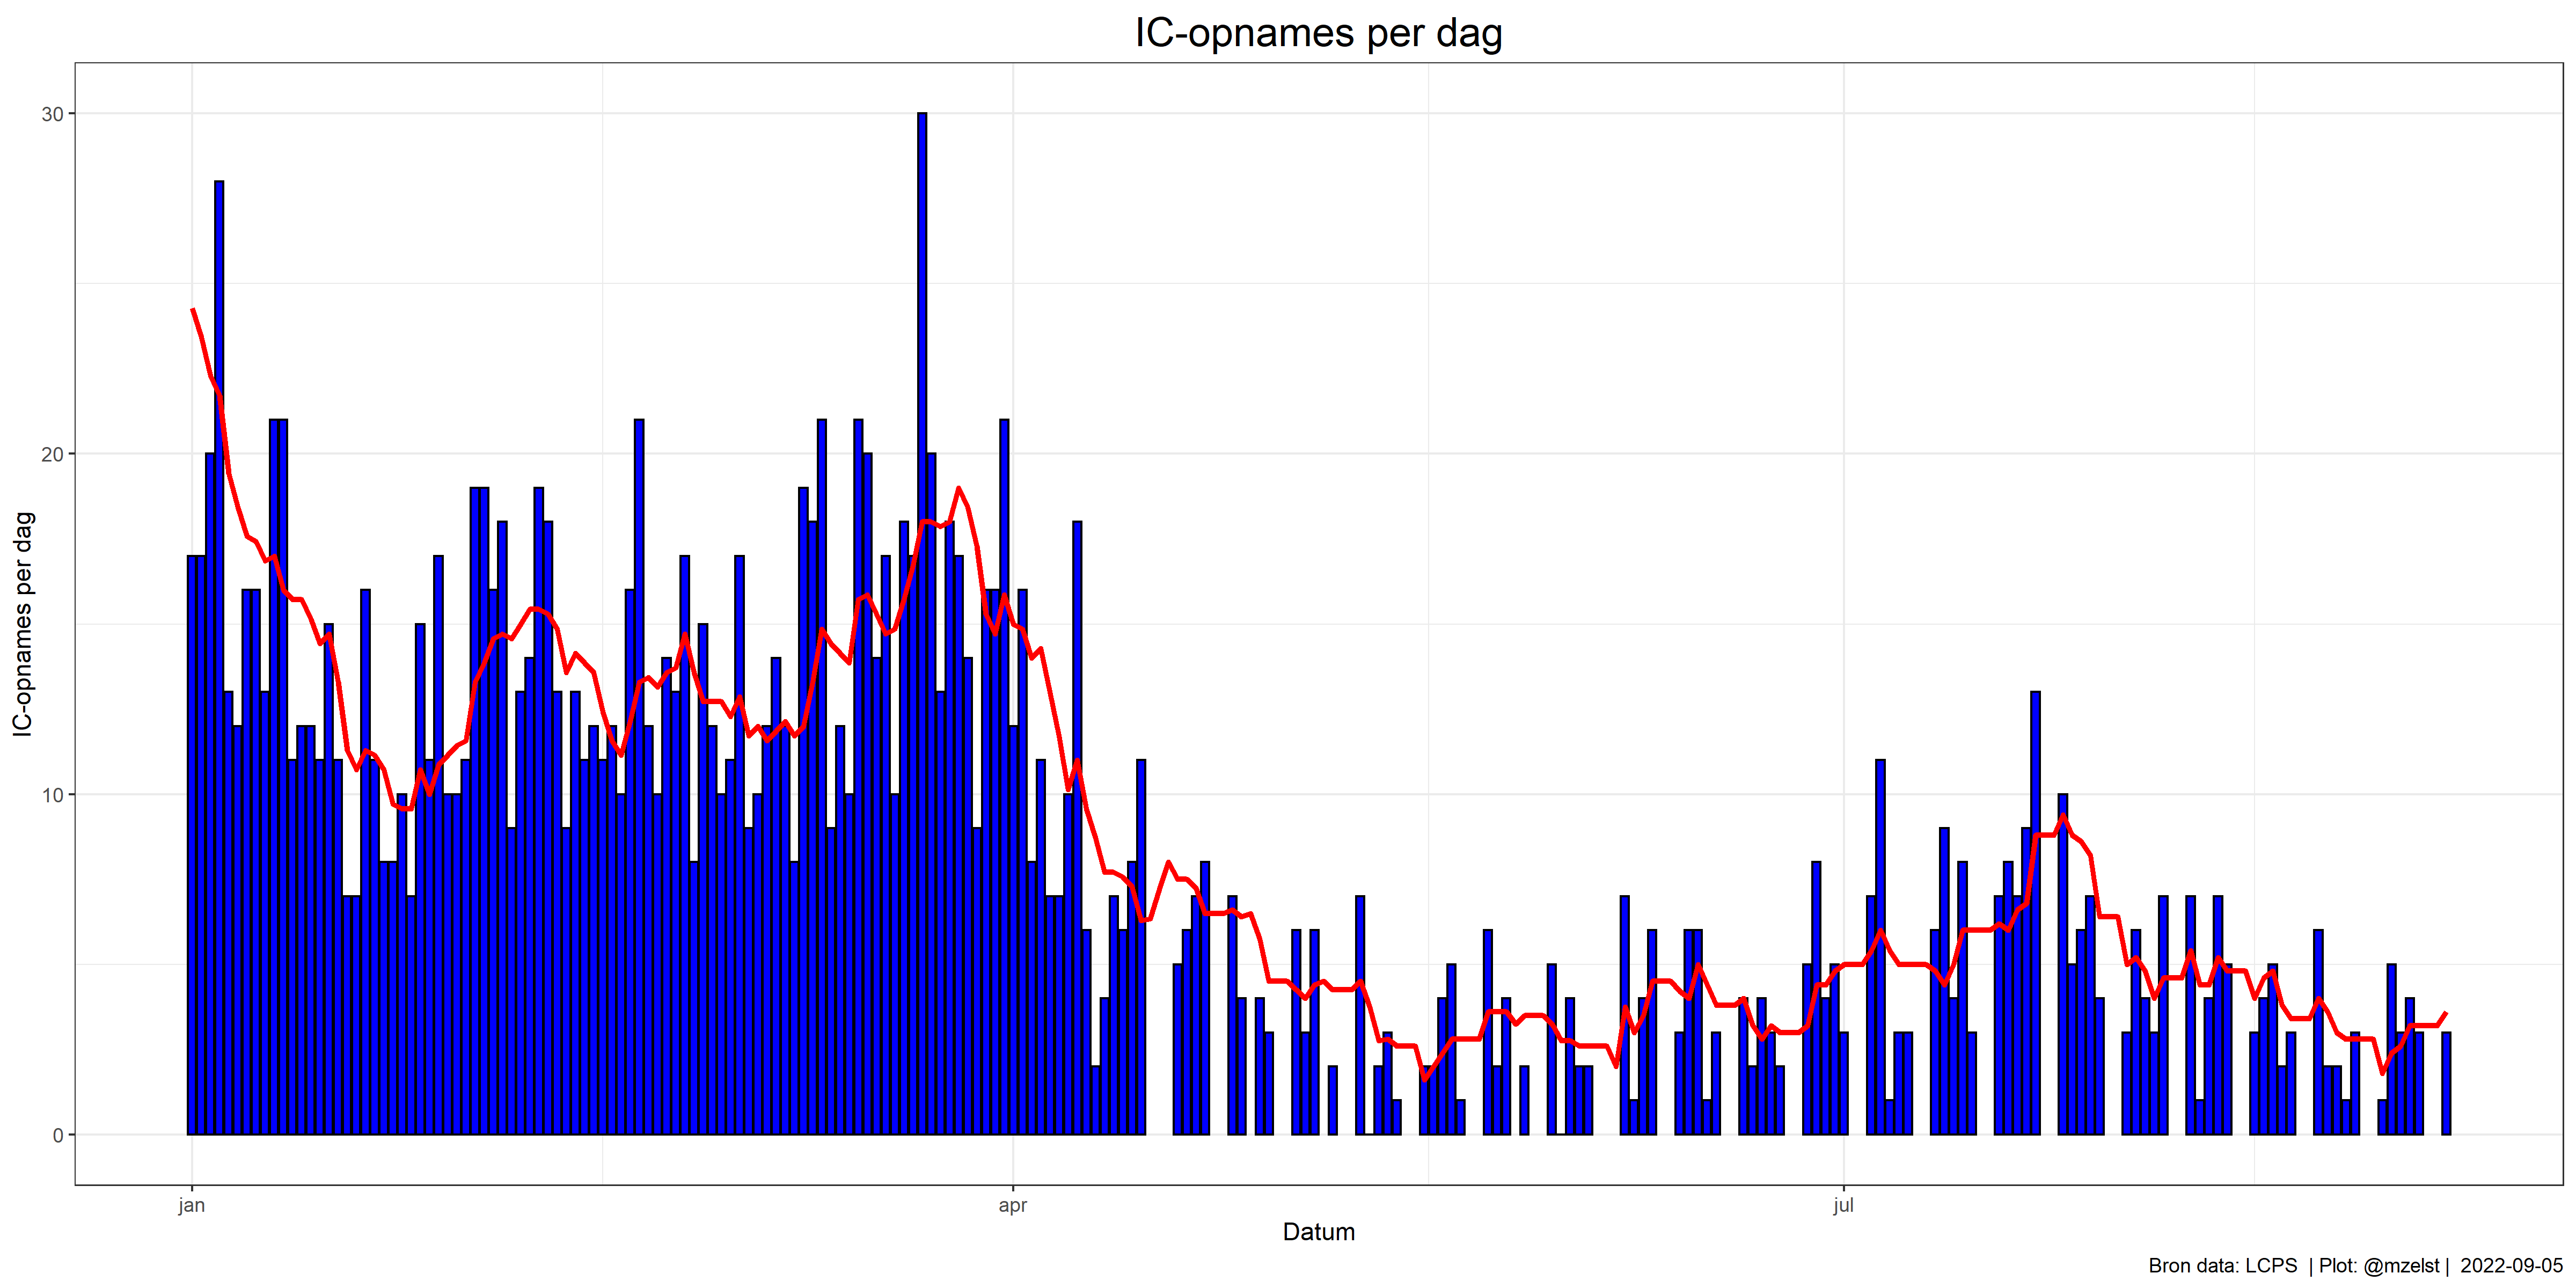 IC-opnames per dag
IC-opnames per dag
30
20
10
0
jan
apr
jul
Datum
Bron data: LCPS | Plot: @mzelst | 2022-09-05